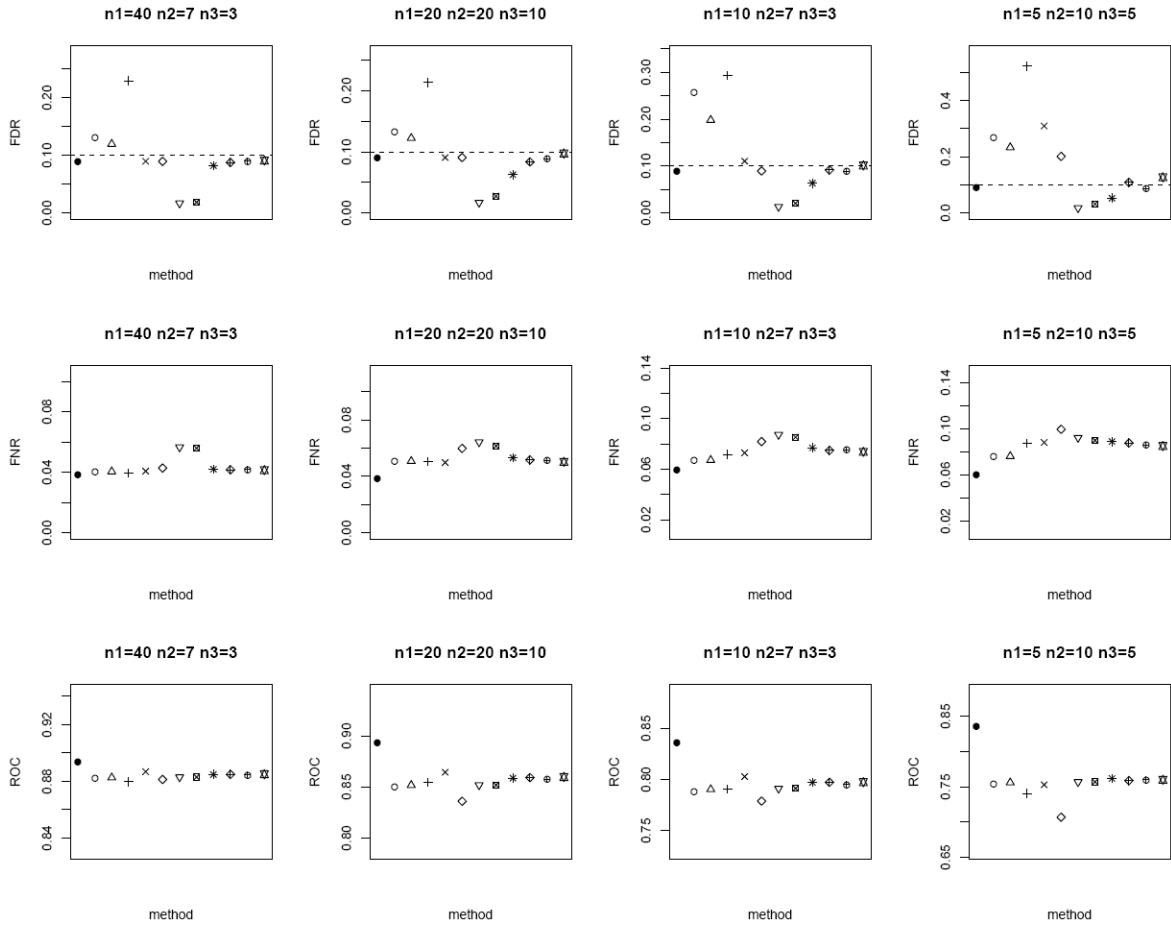 n1=40 n2=7 n3=3
n1=20 n2=20 n3=10
n1=10 n2=7 n3=3
n1=5 n2=10 n3=5
FDR
0.20
0.10
0.00
method
FDR
0.20
0.10
0.00
method
FDR
0.30
0.20
0.10
0.00
method
FDR
0.4
0.2
0.0
method
n1=40 n2=7 n3=3
n1=20 n2=20 n3=10
n1=10 n2=7 n3=3
n1=5 n2=10 n3=5
FNR
0.08
0.04
0.00
method
FNR
0.08
0.04
0.00
method
FNR
0.14
0.10
0.06
0.02
method
FNR
0.14
0.10
0.06
0.02
method
n1=40 n2=7 n3=3
n1=20 n2=20 n3=10
n1=10 n2=7 n3=3
n1=5 n2=10 n3=5
ROC
0.92
0.88
0.84
method
ROC
0.90
0.85
0.80
method
ROC
0.85
0.80
0.75
method
ROC
0.85
0.75
0.65
method